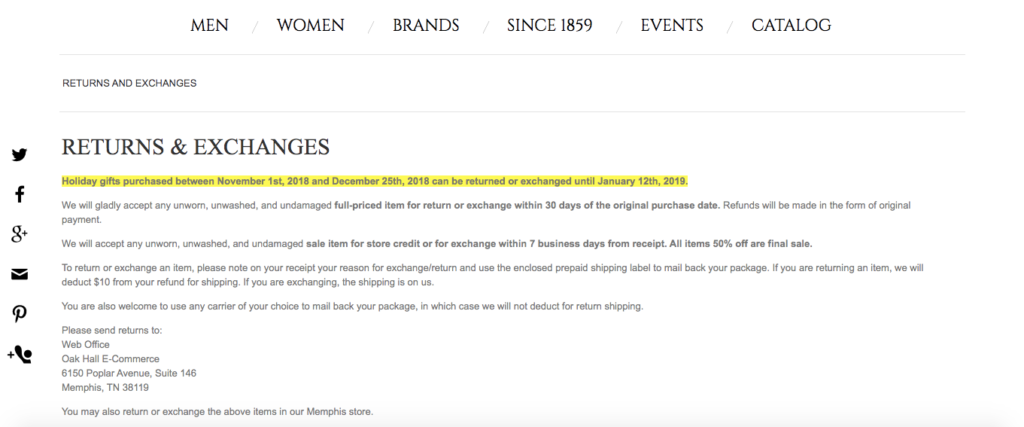 MEN / WOMEN / BRANDS / SINCE 1859 / EVENTS / CATALOG
RETURNS AND EXCHANGES
RETURNS & EXCHANGES
Holiday gifts purchased between November 1st, 2018 and December 25th, 2018 can be returned or exchanged until January 12th, 2019.
We will gladly accept any unworn, unwashed, and undamaged full-priced item for return or exchange within 30 days of the original purchase date. Refunds will be made in the form of original
payment.
We will accept any unworn, unwashed, and undamaged sale item for store credit or for exchange within 7 business days from receipt. All items 50% off are final sale.
To return or exchange an item, please note on your receipt your reason for exchange/return and use the enclosed prepaid shipping label to mail back your package. If you are returning an item, we will
deduct $10 from your refund for shipping. If you are exchanging, the shipping is on us.
You are also welcome to use any carrier of your choice to mail back your package, in which case we will not deduct for return shipping.
Please send returns to:
Web Office
Oak Hall E-Commerce
6150 Poplar Avenue, Suite 146
Memphis, TN 38119
You may also return or exchange the above items in our Memphis store.